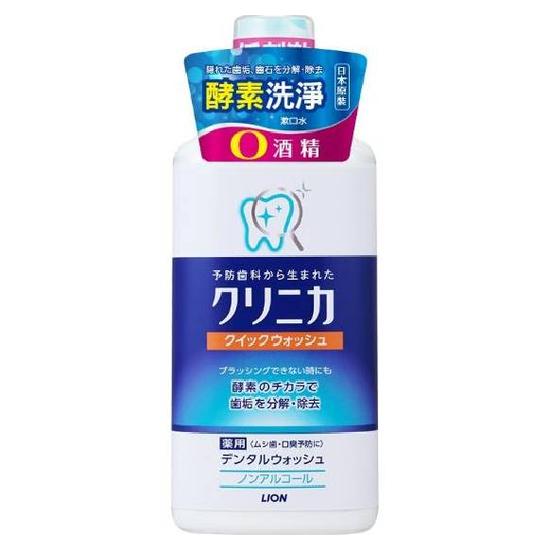 低刺激
隠れた歯垢、歯石を分解・除去
酵素洗淨
日本原裝
漱口水
0酒精
予防歯科から生まれた
クリニカ
クイックウォッシュ
ブラッシングできない時にも
酵素のチカラで
歯垢を分解・除去
薬用〈ムシ歯・口臭予防に〉
デンタルウォッシュ
ノンアルコール
LION